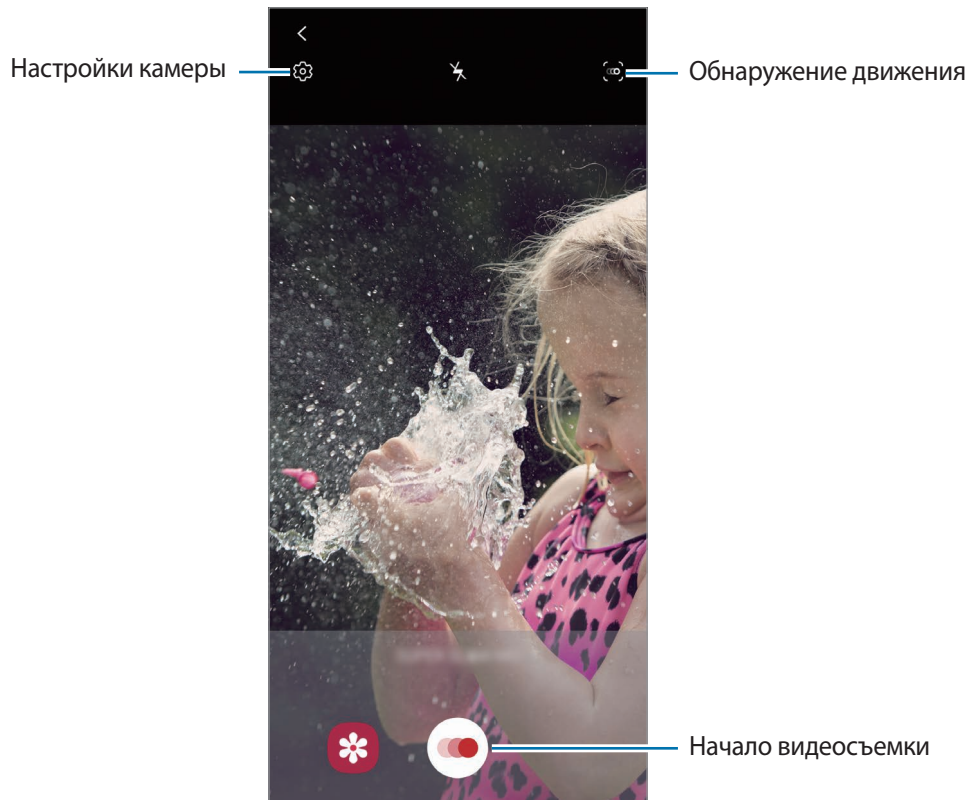 Настройки камеры
Обнаружение движения
Начало видеосъемки